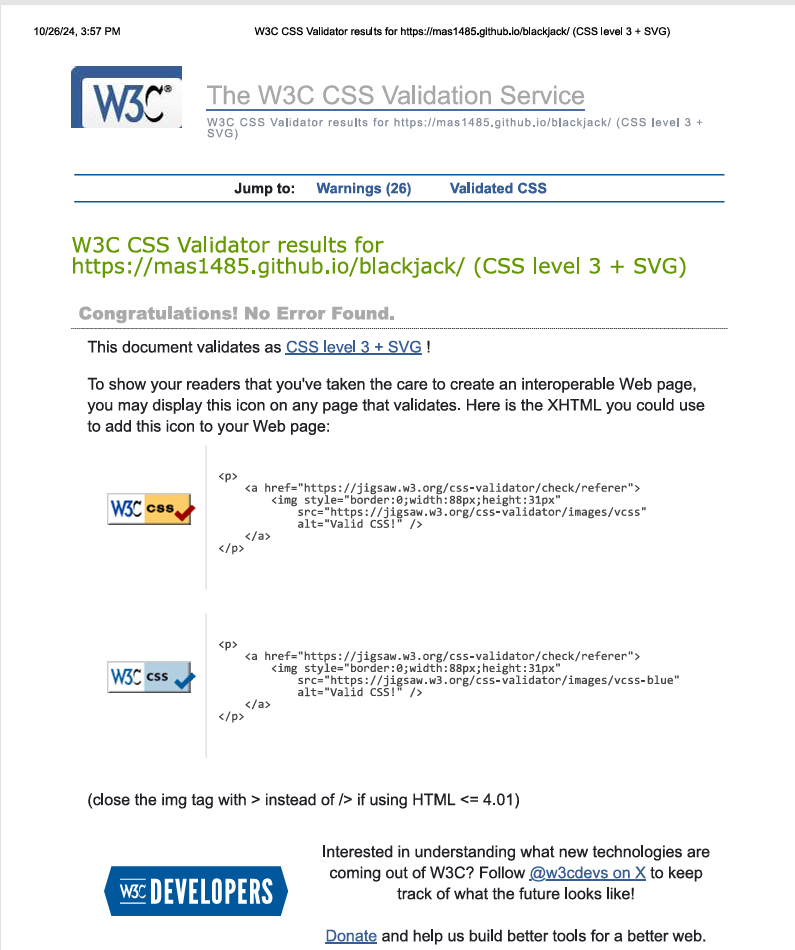 10/26/24, 3:57 PM W3C CSS Validator results for https://mas1485.github.io/blackjack/ (CSS level 3 + SVG)
W3C®
The W3C CSS Validation Service
W3C CSS Validator results for https://mas1485.github.io/blackjack/ (CSS level 3 +
SVG)
Jump to: Warnings (26) Validated CSS
W3C CSS Validator results for
https://mas1485.github.io/blackjack/ (CSS level 3 + SVG)
Congratulations! No Error Found.
This document validates as CSS level 3 + SVG !
To show your readers that you've taken the care to create an interoperable Web page,
you may display this icon on any page that validates. Here is the XHTML you could use
to add this icon to your Web page:
W3C css
<p>
<a href="https://jigsaw.w3.org/css-validator/check/referer">
<img style="border:0;width:88px;height:31px"
src="https://jigsaw.w3.org/css-validator/images/vcss"
alt="Valid CSS!" />
</a>
</p>
W3C css
<p>
<a href="https://jigsaw.w3.org/css-validator/check/referer">
<img style="border:0;width:88px;height:31px"
src="https://jigsaw.w3.org/css-validator/images/vcss-blue"
alt="Valid CSS!" />
</a>
</p>
(close the img tag with > instead of /> if using HTML <= 4.01)
W3C DEVELOPERS
Interested in understanding what new technologies are
coming out of W3C? Follow @w3cdevs on X to keep
track of what the future looks like!
Donate and help us build better tools for a better web.